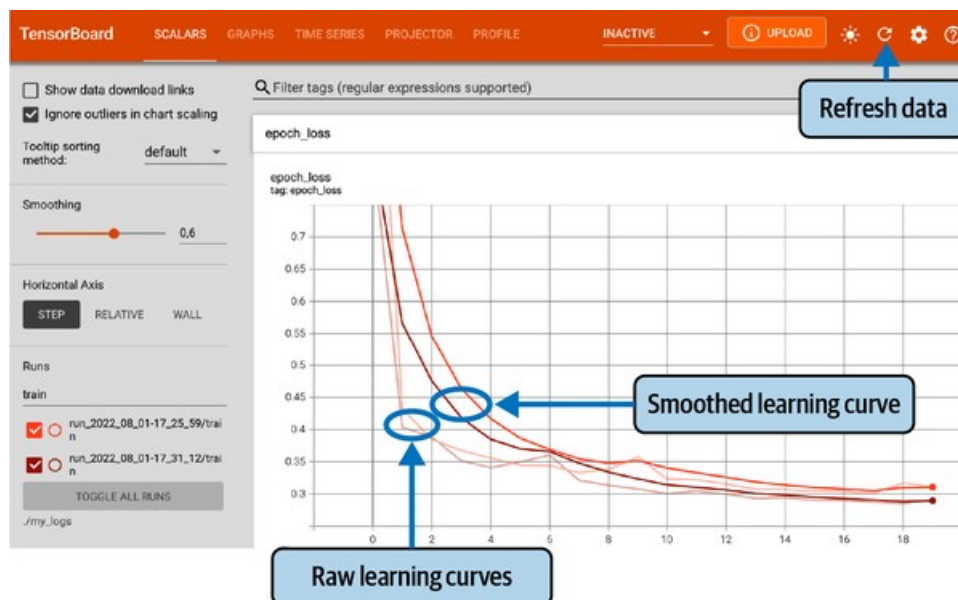 TensorBoard SCALARS GRAPHS TIME SERIES PROJECTOR PROFILE INACTIVE UPLOAD
Refresh data
Show data download links
Ignore outliers in chart scaling
Tooltip sorting
method: default
Smoothing
0,6
Horizontal Axis
STEP RELATIVE WALL
Runs
train
run_2022_08_01-17_25_59/trai
n
run_2022_08_01-17_31_12/trai
n
TOGGLE ALL RUNS
./my_logs
Filter tags (regular expressions supported)
epoch_loss
epoch_loss
tag: epoch_loss
0.7
0.65
0.6
0.55
0.5
0.45
0.4
0.35
0.3
0 2 4 6 8 10 12 14 16 18
Smoothed learning curve
Raw learning curves